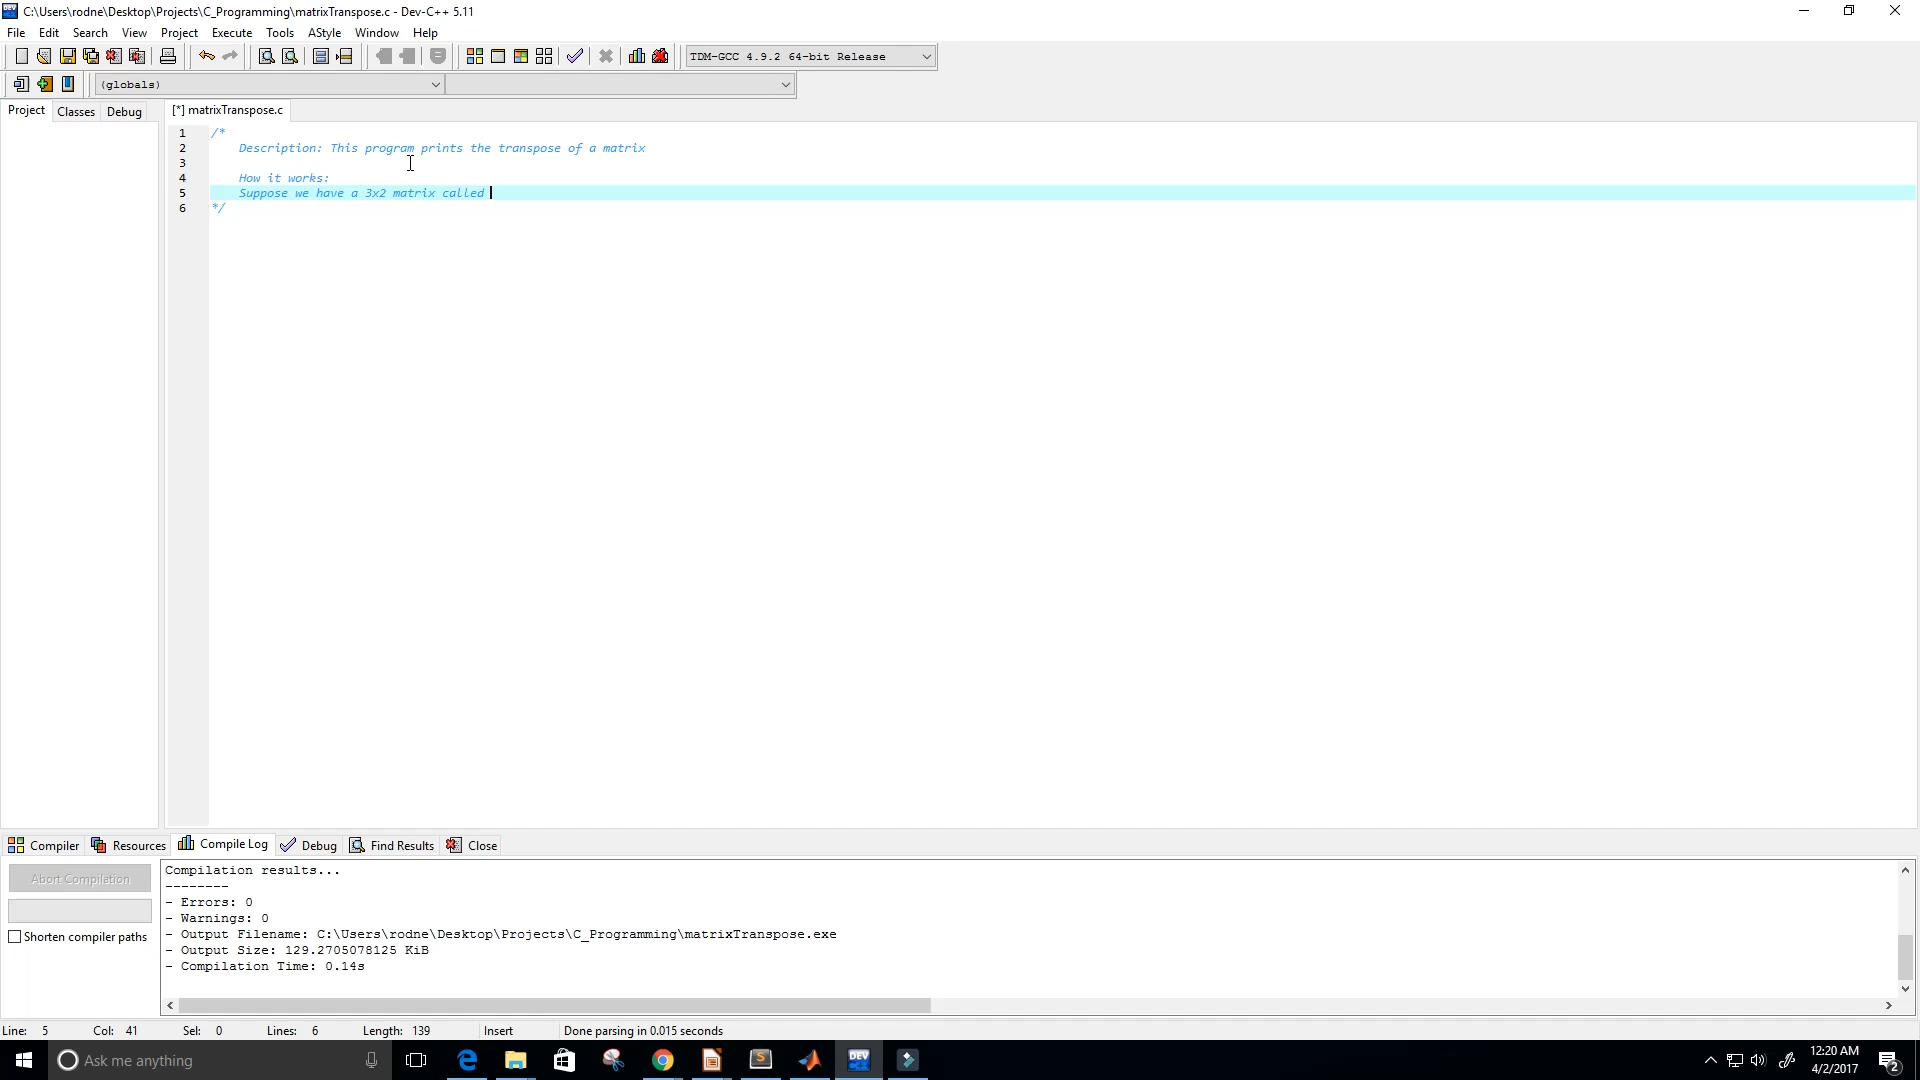 C:\Users\rodne\Desktop\Projects\C_Programming\matrixTranspose.c - Dev-C++ 5.11
File Edit Search View Project Execute Tools AStyle Window Help
TDM-GCC 4.9.2 64-bit Release
(globals)
Project Classes Debug [*] matrixTranspose.c
1 /*
2 Description: This program prints the transpose of a matrix
3
4 How it works:
5 Suppose we have a 3x2 matrix called
6 */
Compiler Resources Compile Log Debug Find Results Close
Abort Compilation
Shorten compiler paths
Compilation results...
--------
- Errors: 0
- Warnings: 0
- Output Filename: C:\Users\rodne\Desktop\Projects\C_Programming\matrixTranspose.exe
- Output Size: 129.2705078125 KiB
- Compilation Time: 0.14s
Line: 5 Col: 41 Sel: 0 Lines: 6 Length: 139 Insert Done parsing in 0.015 seconds
Ask me anything
DEV
12:20 AM
4/2/2017
2